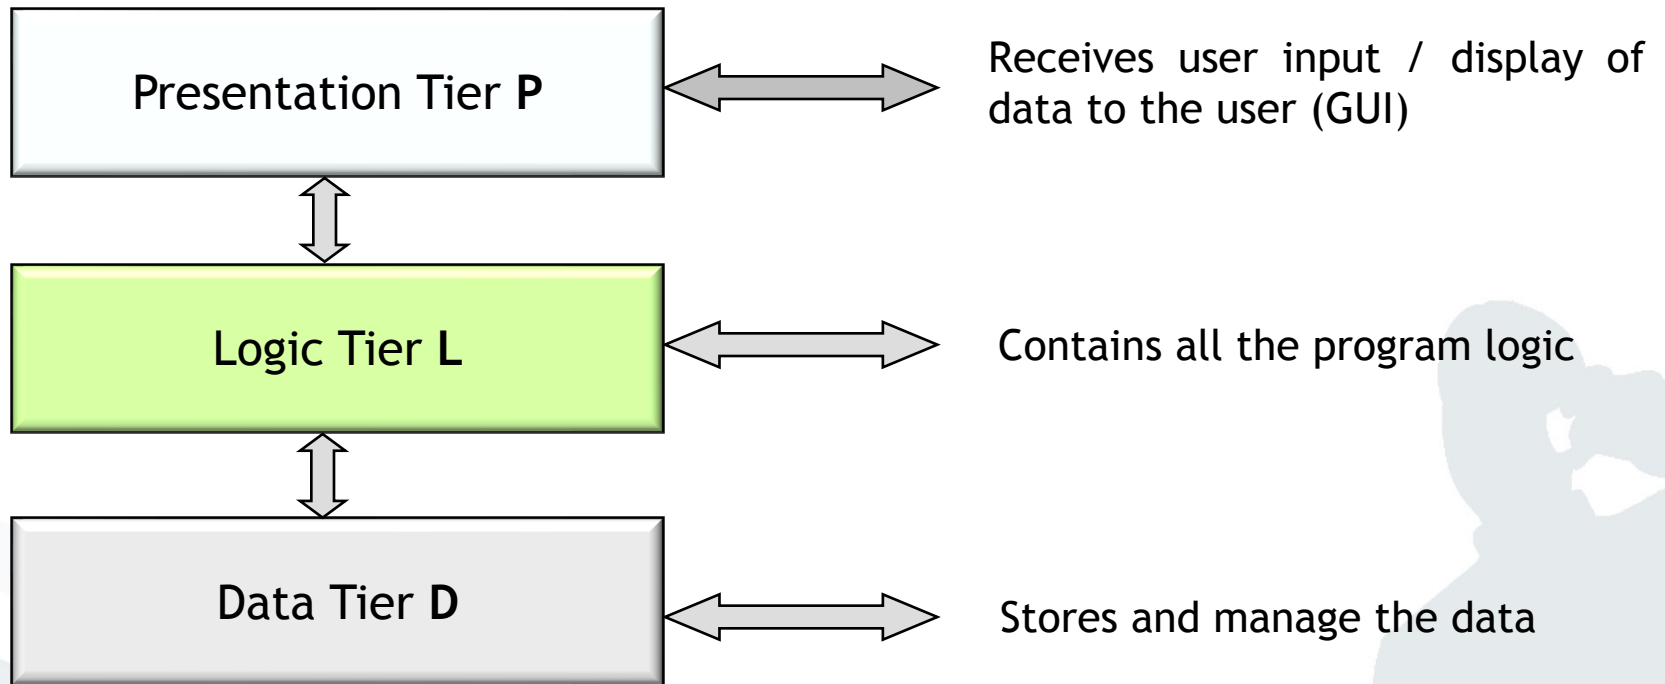 Presentation Tier P
Receives user input / display of
data to the user (GUI)
Logic Tier L
Contains all the program logic
Data Tier D
Stores and manage the data